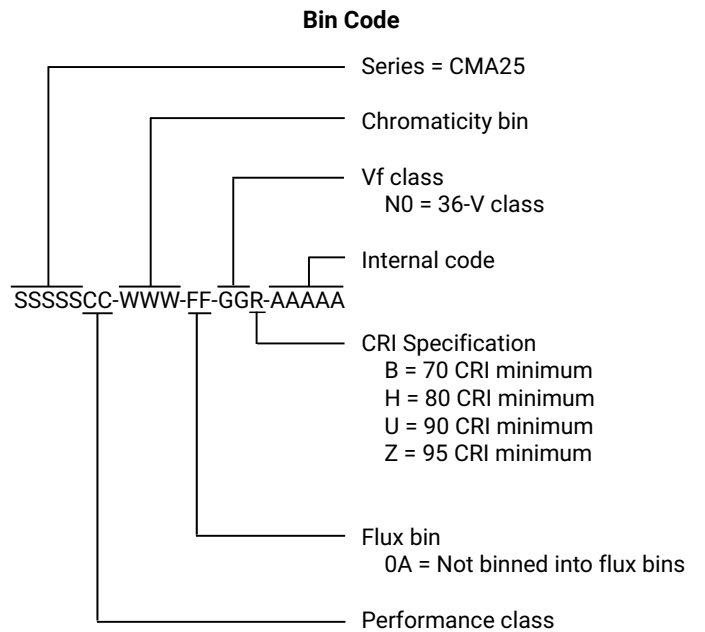 Bin Code
Series = CMA25
Chromaticity bin
Vf class
N0 = 36-V class
Internal code
SSSSSCC-WWW-FF-GGR-AAAAA
CRI Specification
B = 70 CRI minimum
H = 80 CRI minimum
U = 90 CRI minimum
Z = 95 CRI minimum
Flux bin
0A = Not binned into flux bins
Performance class